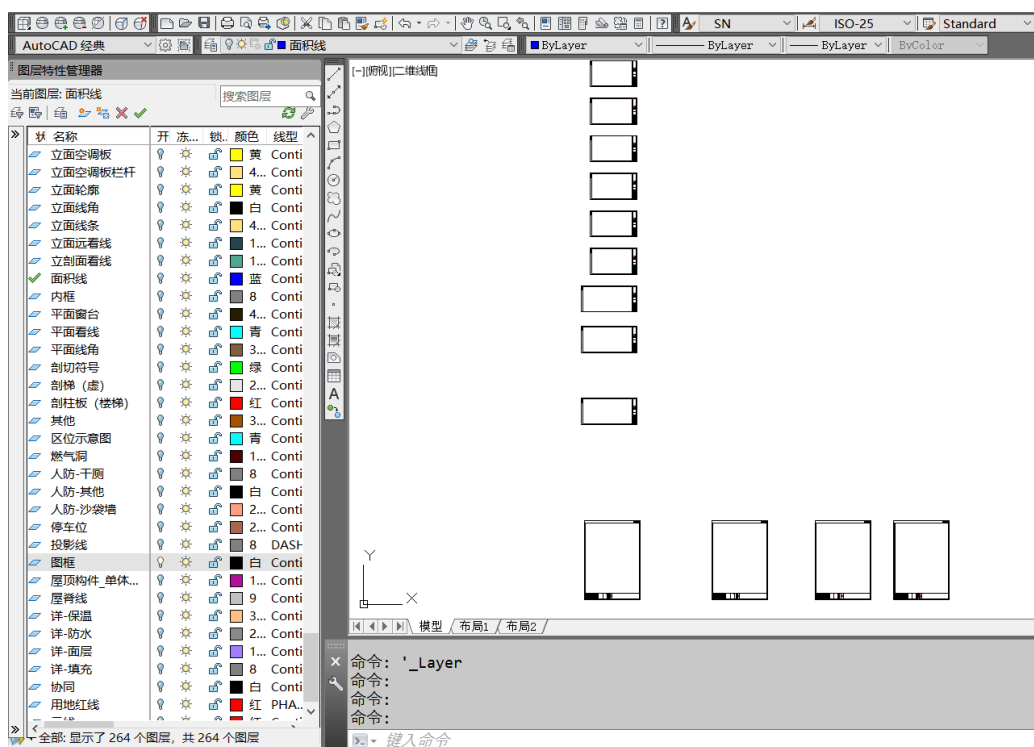 SN
ISO-25
Standard
AutoCAD 经典
面积线
ByLayer
ByLayer
ByLayer
ByColor
图层特性管理器
当前图层: 面积线
搜索图层
状 名称 开 冻... 锁.. 颜色 线型
立面空调板 黄 Conti
立面空调板栏杆 4... Conti
立面轮廓 黄 Conti
立面线角 白 Conti
立面线条 4... Conti
立面远看线 1... Conti
立剖面看线 1... Conti
面积线 蓝 Conti
内框 8 Conti
平面窗台 4... Conti
平面看线 青 Conti
平面线角 3... Conti
剖切符号 绿 Conti
剖梯（虚） 2... Conti
剖柱板（楼梯） 红 Conti
其他 3... Conti
区位示意图 青 Conti
燃气洞 1... Conti
人防-干厕 8 Conti
人防-其他 白 Conti
人防-沙袋墙 2... Conti
停车位 2... Conti
投影线 8 DASH
图框 白 Conti
屋顶构件_单体... 1... Conti
屋脊线 9 Conti
详-保温 3... Conti
详-防水 2... Conti
详-面层 1... Conti
详-填充 8 Conti
协同 白 Conti
用地红线 红 PHA..
全部: 显示了 264 个图层，共 264 个图层
[-][俯视][二维线框]
A
Y
X
模型 布局1 布局2
命令: '_Layer
命令:
命令:
命令:
键入命令